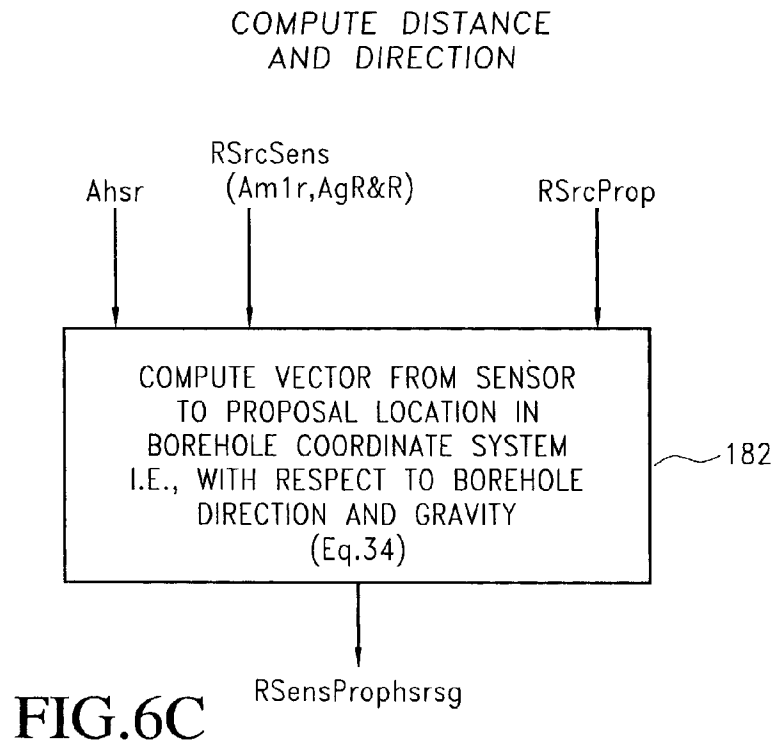 COMPUTE DISTANCE
AND DIRECTION
RSrcSens
Ahsr
(Am1r,AgR&R)
RSrcProp
COMPUTE VECTOR FROM SENSOR
TO PROPOSAL LOCATION IN
BOREHOLE COORDINATE SYSTEM
I.E., WITH RESPECT TO BOREHOLE
DIRECTION AND GRAVITY
(Eq.34)
182
RSensProphsrsg
FIG.6C